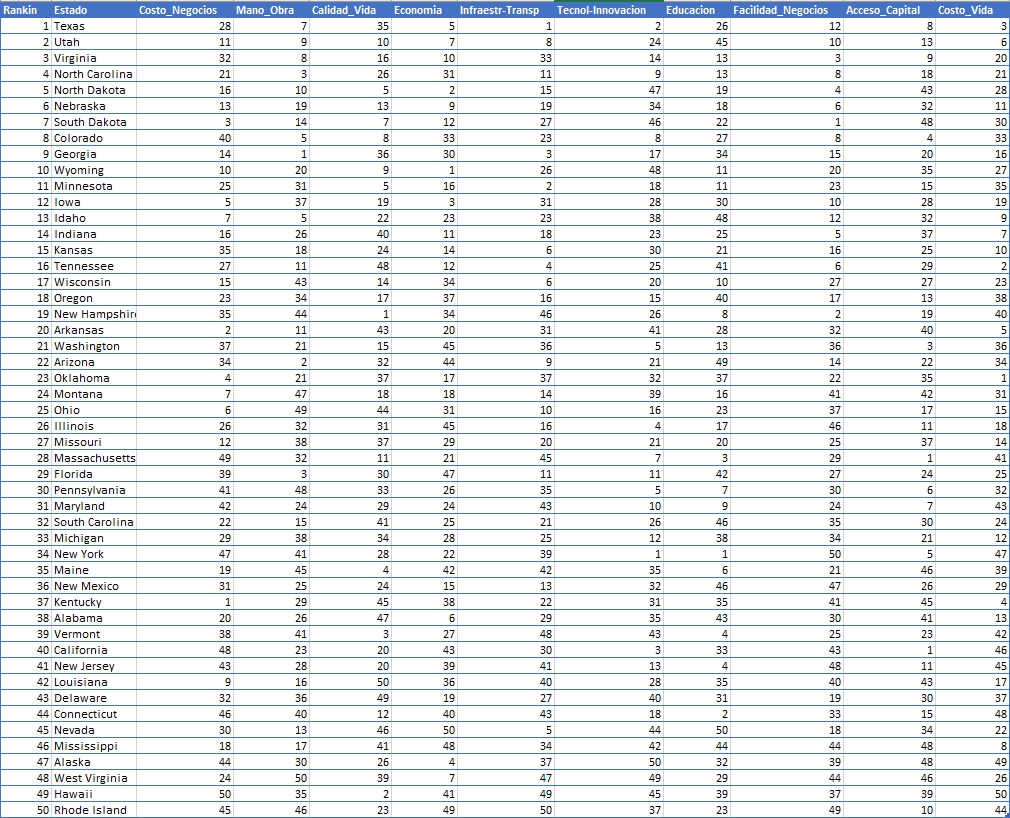 Rankin Estado Costo_Negocios Mano_Obra Calidad_Vida Economia Infraestr-Transp Tecnol-Innovacion Educacion Facilidad_Negocios Acceso_Capital Costo_Vida
1 Texas 28 7 35 5 1 2 26 12 8 3
2 Utah 11 9 10 7 8 24 45 10 13 6
3 Virginia 32 8 16 10 33 14 13 3 9 20
4 North Carolina 21 3 26 31 11 9 13 8 18 21
5 North Dakota 16 10 5 2 15 47 19 4 43 28
6 Nebraska 13 19 13 9 19 34 18 6 32 11
7 South Dakota 3 14 7 12 27 46 22 1 48 30
8 Colorado 40 5 8 33 23 8 27 8 4 33
9 Georgia 14 1 36 30 3 17 34 15 20 16
10 Wyoming 10 20 9 1 26 48 11 20 35 27
11 Minnesota 25 31 5 16 2 18 11 23 15 35
12 Iowa 5 37 19 3 31 28 30 10 28 19
13 Idaho 7 5 22 23 23 38 48 12 32 9
14 Indiana 16 26 40 11 18 23 25 5 37 7
15 Kansas 35 18 24 14 6 30 21 16 25 10
16 Tennessee 27 11 48 12 4 25 41 6 29 2
17 Wisconsin 15 43 14 34 6 20 10 27 27 23
18 Oregon 23 34 17 37 16 15 40 17 13 38
19 New Hampshir 35 44 1 34 46 26 8 2 19 40
20 Arkansas 2 11 43 20 31 41 28 32 40 5
21 Washington 37 21 15 45 36 5 13 36 3 36
22 Arizona 34 2 32 44 9 21 49 14 22 34
23 Oklahoma 4 21 37 17 37 32 37 22 35 1
24 Montana 7 47 18 18 14 39 16 41 42 31
25 Ohio 6 49 44 31 10 16 23 37 17 15
26 Illinois 26 32 31 45 16 4 17 46 11 18
27 Missouri 12 38 37 29 20 21 20 25 37 14
28 Massachusetts 49 32 11 21 45 7 3 29 1 41
29 Florida 39 3 30 47 11 11 42 27 24 25
30 Pennsylvania 41 48 33 26 35 5 7 30 6 32
31 Maryland 42 24 29 24 43 10 9 24 7 43
32 South Carolina 22 15 41 25 21 26 46 35 30 24
33 Michigan 29 38 34 28 25 12 38 34 21 12
34 New York 47 41 28 22 39 1 1 50 5 47
35 Maine 19 45 4 42 42 35 6 21 46 39
36 New Mexico 31 25 24 15 13 32 46 47 26 29
37 Kentucky 1 29 45 38 22 31 35 41 45 4
38 Alabama 20 26 47 6 29 35 43 30 41 13
39 Vermont 38 41 3 27 48 43 4 25 23 42
40 California 48 23 20 43 30 3 33 43 1 46
41 New Jersey 43 28 20 39 41 13 4 48 11 45
42 Louisiana 9 16 50 36 40 28 35 40 43 17
43 Delaware 32 36 49 19 27 40 31 19 30 37
44 Connecticut 46 40 12 40 43 18 2 33 15 48
45 Nevada 30 13 46 50 5 44 50 18 34 22
46 Mississippi 18 17 41 48 34 42 44 44 48 8
47 Alaska 44 30 26 4 37 50 32 39 48 49
48 West Virginia 24 50 39 7 47 49 29 44 46 26
49 Hawaii 50 35 2 41 49 45 39 37 39 50
50 Rhode Island 45 46 23 49 50 37 23 49 10 44